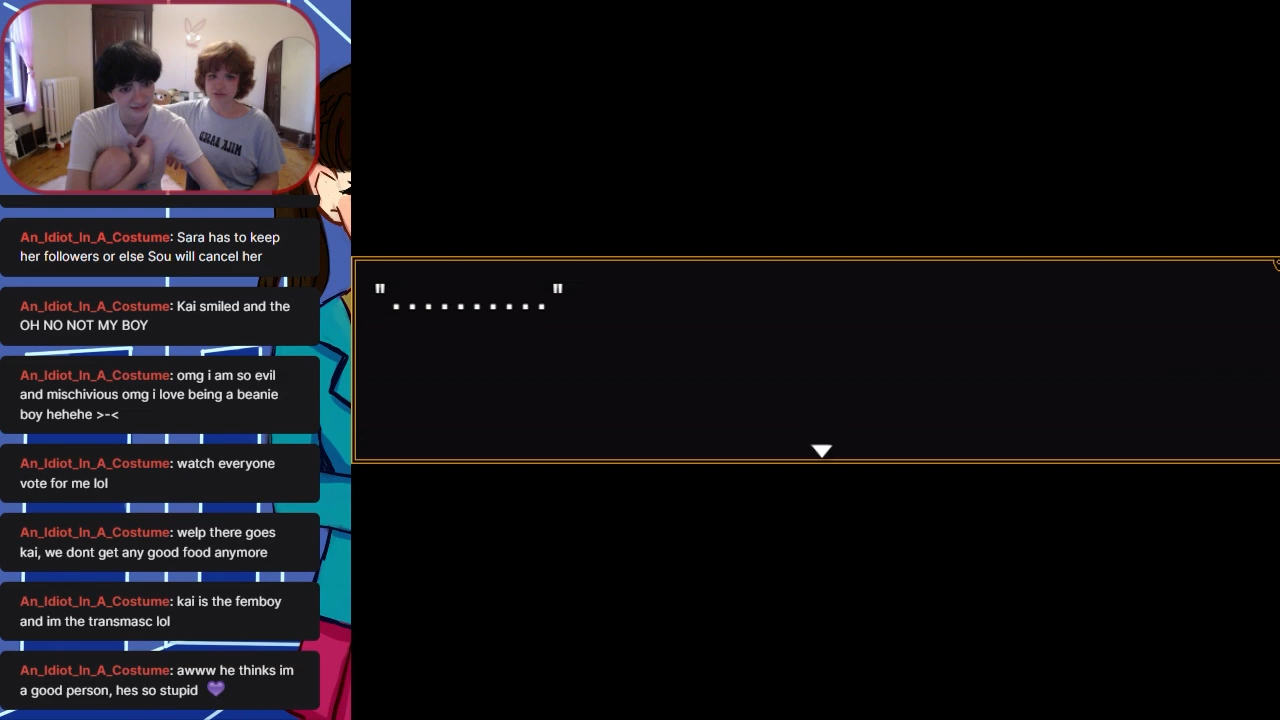 MILA DASH
An_Idiot_In_A_Costume: Sara has to keep
her followers or else Sou will cancel her
An_Idiot_In_A_Costume: Kai smiled and the
OH NO NOT MY BOY
An_Idiot_In_A_Costume: omg i am so evil
and mischivious omg i love being a beanie
boy hehehe >-<
An_Idiot_In_A_Costume: watch everyone
vote for me lol
An_Idiot_In_A_Costume: welp there goes
kai, we dont get any good food anymore
An_Idiot_In_A_Costume: kai is the femboy
and im the transmasc lol
An_Idiot_In_A_Costume: awww he thinks im
a good person, hes so stupid 💜
".........."